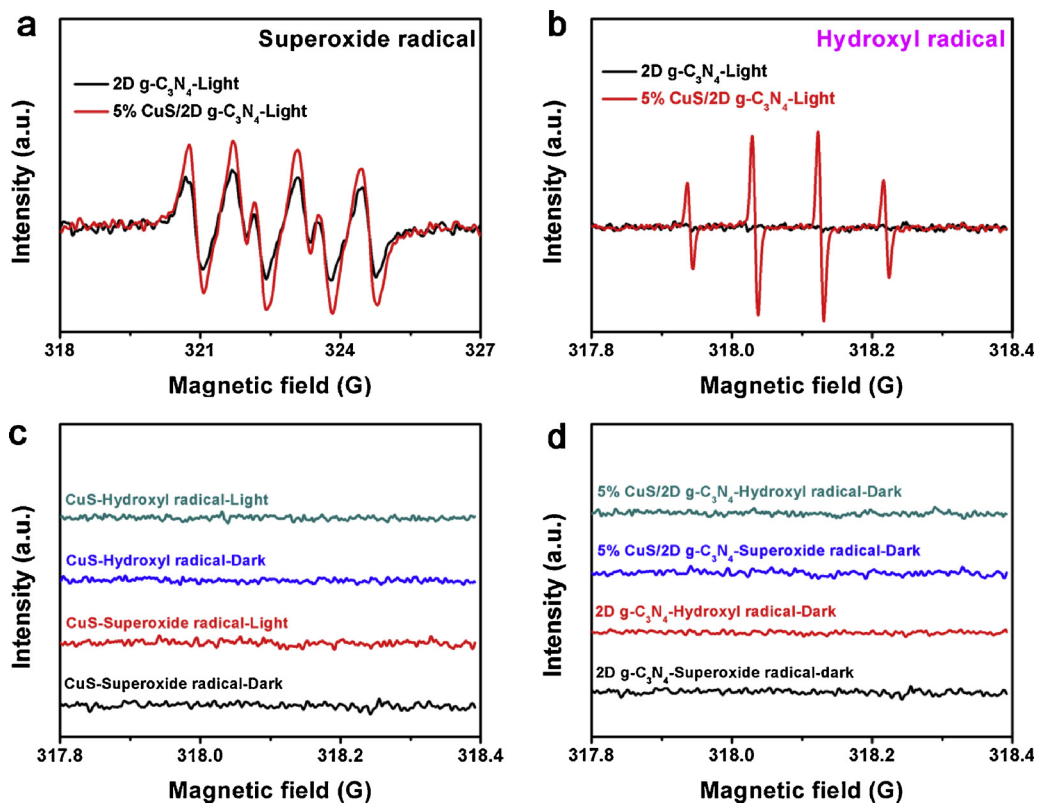 a
Superoxide radical
2D g-C₃N₄-Light
5% CuS/2D g-C₃N₄-Light
Intensity (a.u.)
318 321 324 327
Magnetic field (G)
b
Hydroxyl radical
2D g-C₃N₄-Light
5% CuS/2D g-C₃N₄-Light
Intensity (a.u.)
317.8 318.0 318.2 318.4
Magnetic field (G)
c
CuS-Hydroxyl radical-Light
CuS-Hydroxyl radical-Dark
CuS-Superoxide radical-Light
CuS-Superoxide radical-Dark
Intensity (a.u.)
317.8 318.0 318.2 318.4
Magnetic field (G)
d
5% CuS/2D g-C₃N₄-Hydroxyl radical-Dark
5% CuS/2D g-C₃N₄-Superoxide radical-Dark
2D g-C₃N₄-Hydroxyl radical-Dark
2D g-C₃N₄-Superoxide radical-dark
Intensity (a.u.)
317.8 318.0 318.2 318.4
Magnetic field (G)